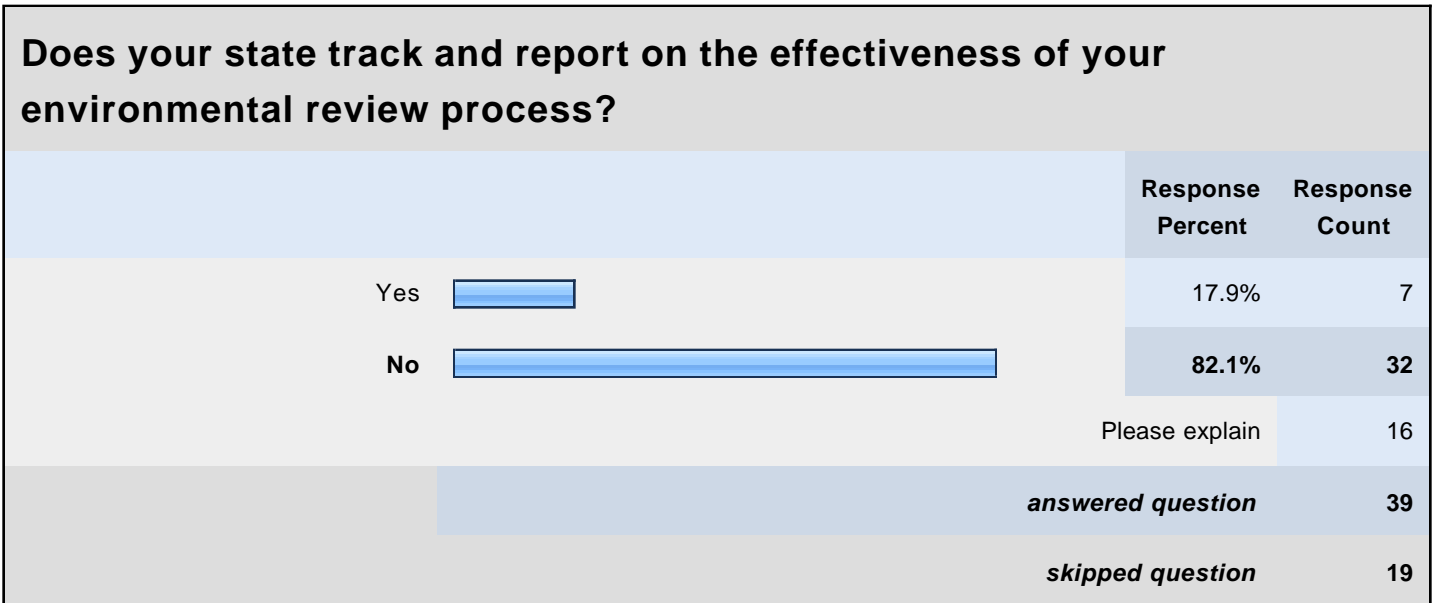 Does your state track and report on the effectiveness of your
environmental review process?
Response Percent Response Count
Yes 17.9% 7
No 82.1% 32
Please explain 16
answered question 39
skipped question 19